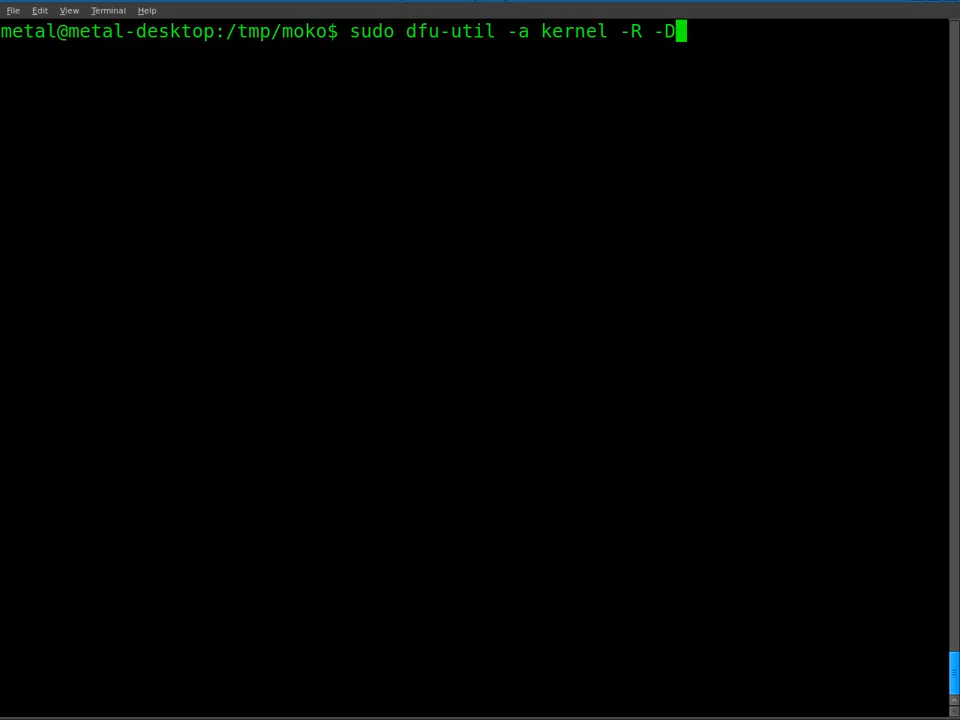 File Edit View Terminal Help
metal@metal-desktop:/tmp/moko$ sudo dfu-util -a kernel -R -D